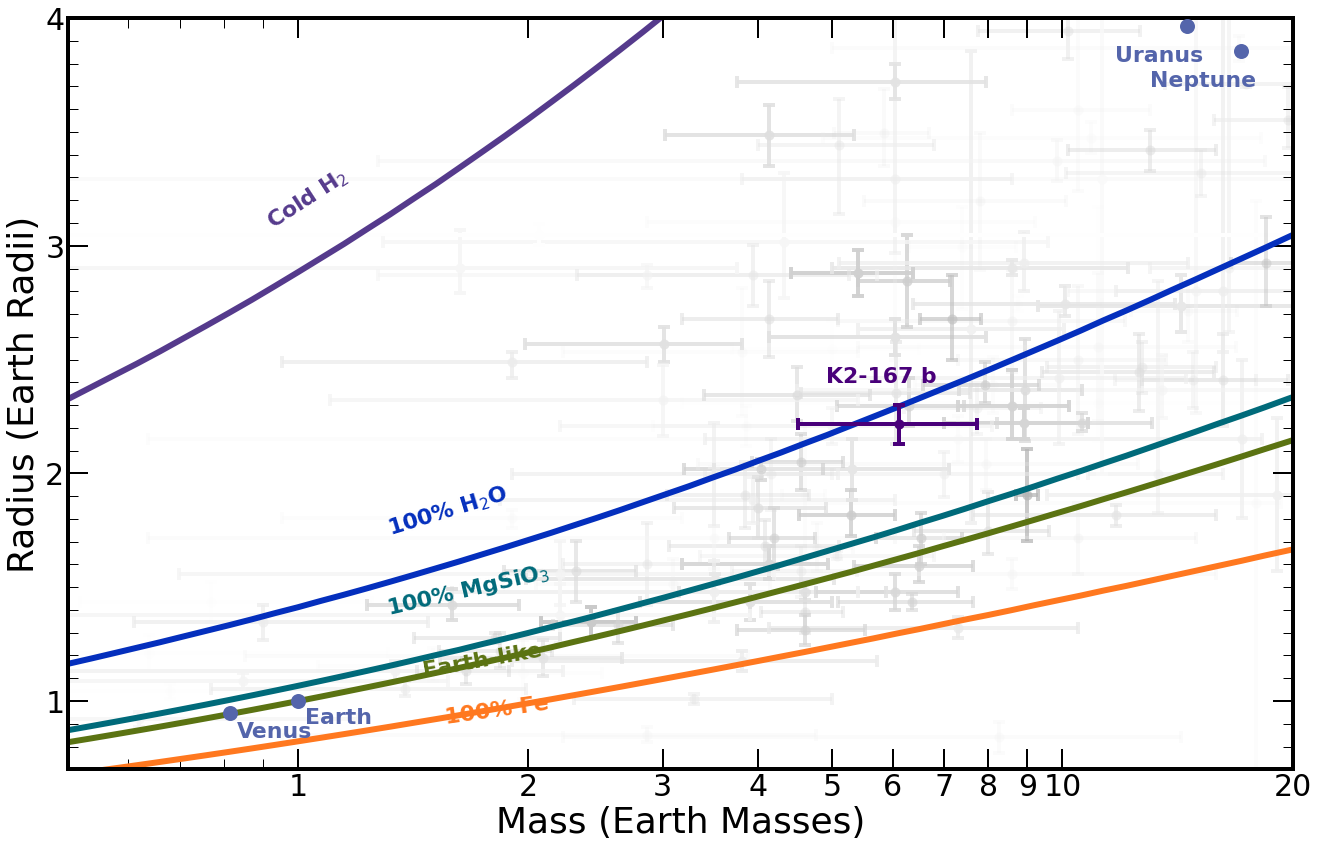 4
Uranus
Neptune
Cold H₂
3
K2-167 b
2
100% H₂O
100% MgSiO₃
Earth-like
100% Fe
1
Earth
Venus
1 2 3 4 5 6 7 8 9 10 20
Mass (Earth Masses)
Radius (Earth Radii)